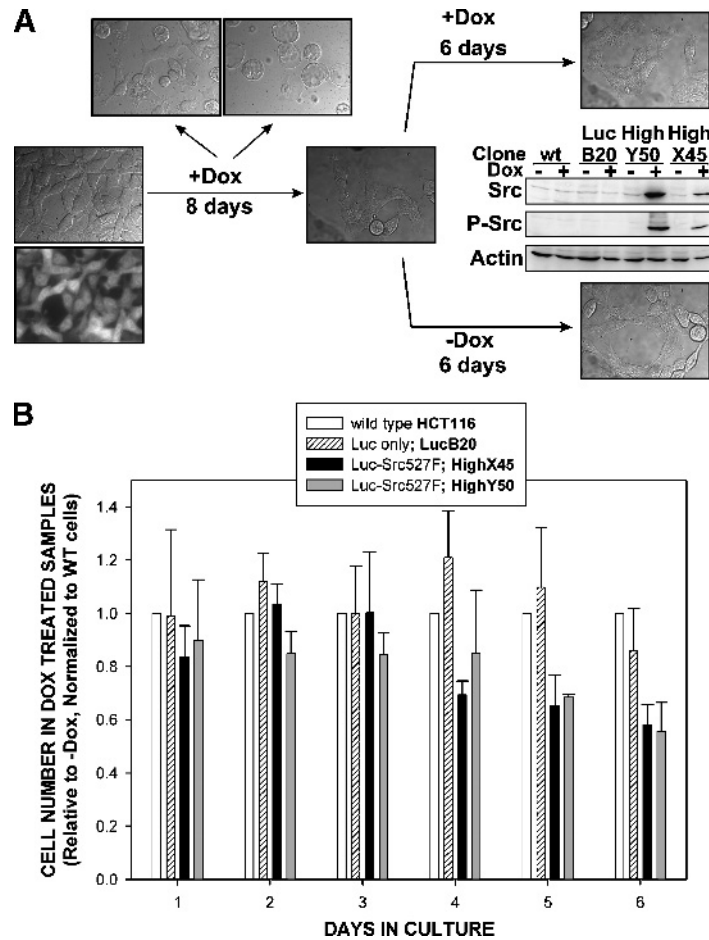 A
+Dox
6 days
+Dox
8 days
Luc High High
Clone wt B20 Y50 X45
Dox - + - + - + - +
Src
P-Src
Actin
-Dox
6 days
B
wild type HCT116
Luc only; LucB20
Luc-Src527F; HighX45
Luc-Src527F; HighY50
CELL NUMBER IN DOX TREATED SAMPLES
(Relative to -Dox, Normalized to WT cells)
1.4
1.2
1.0
0.8
0.6
0.4
0.2
0.0
1 2 3 4 5 6
DAYS IN CULTURE